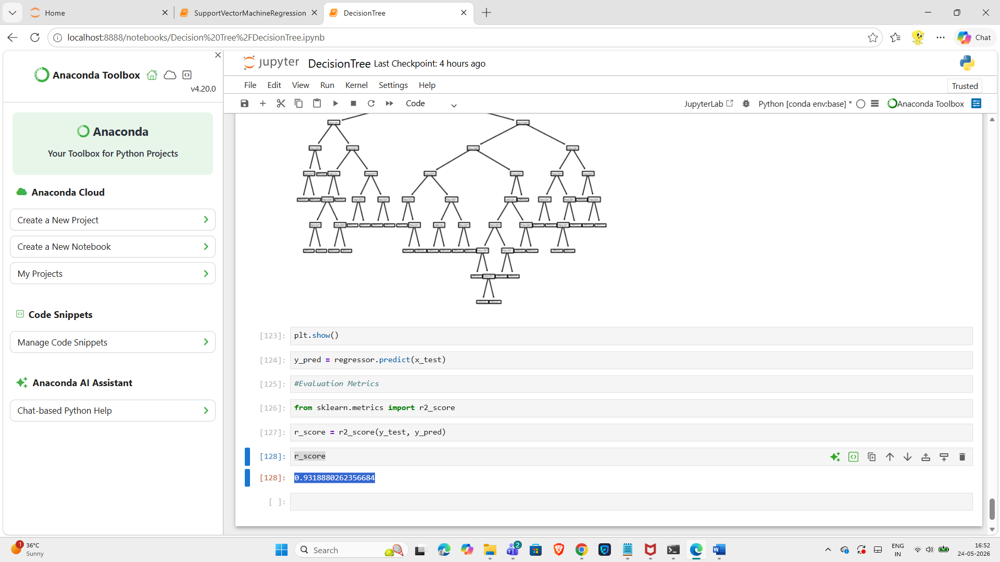 Home
SupportVectorMachineRegression
DecisionTree
localhost:8888/notebooks/Decision%20Tree%2FDecisionTree.ipynb
Chat
Anaconda Toolbox
v4.20.0
Anaconda
Your Toolbox for Python Projects
Anaconda Cloud
Create a New Project
Create a New Notebook
My Projects
Code Snippets
Manage Code Snippets
Anaconda AI Assistant
Chat-based Python Help
jupyter DecisionTree Last Checkpoint: 4 hours ago
File Edit View Run Kernel Settings Help
Trusted
Code
JupyterLab
Python [conda env:base] *
Anaconda Toolbox
[123]: plt.show()
[124]: y_pred = regressor.predict(x_test)
[125]: #Evaluation Metrics
[126]: from sklearn.metrics import r2_score
[127]: r_score = r2_score(y_test, y_pred)
[128]: r_score
[128]: 0.9318880262356684
[ ]:
1
36°C
Sunny
Search
2
ENG
IN
16:52
24-05-2026